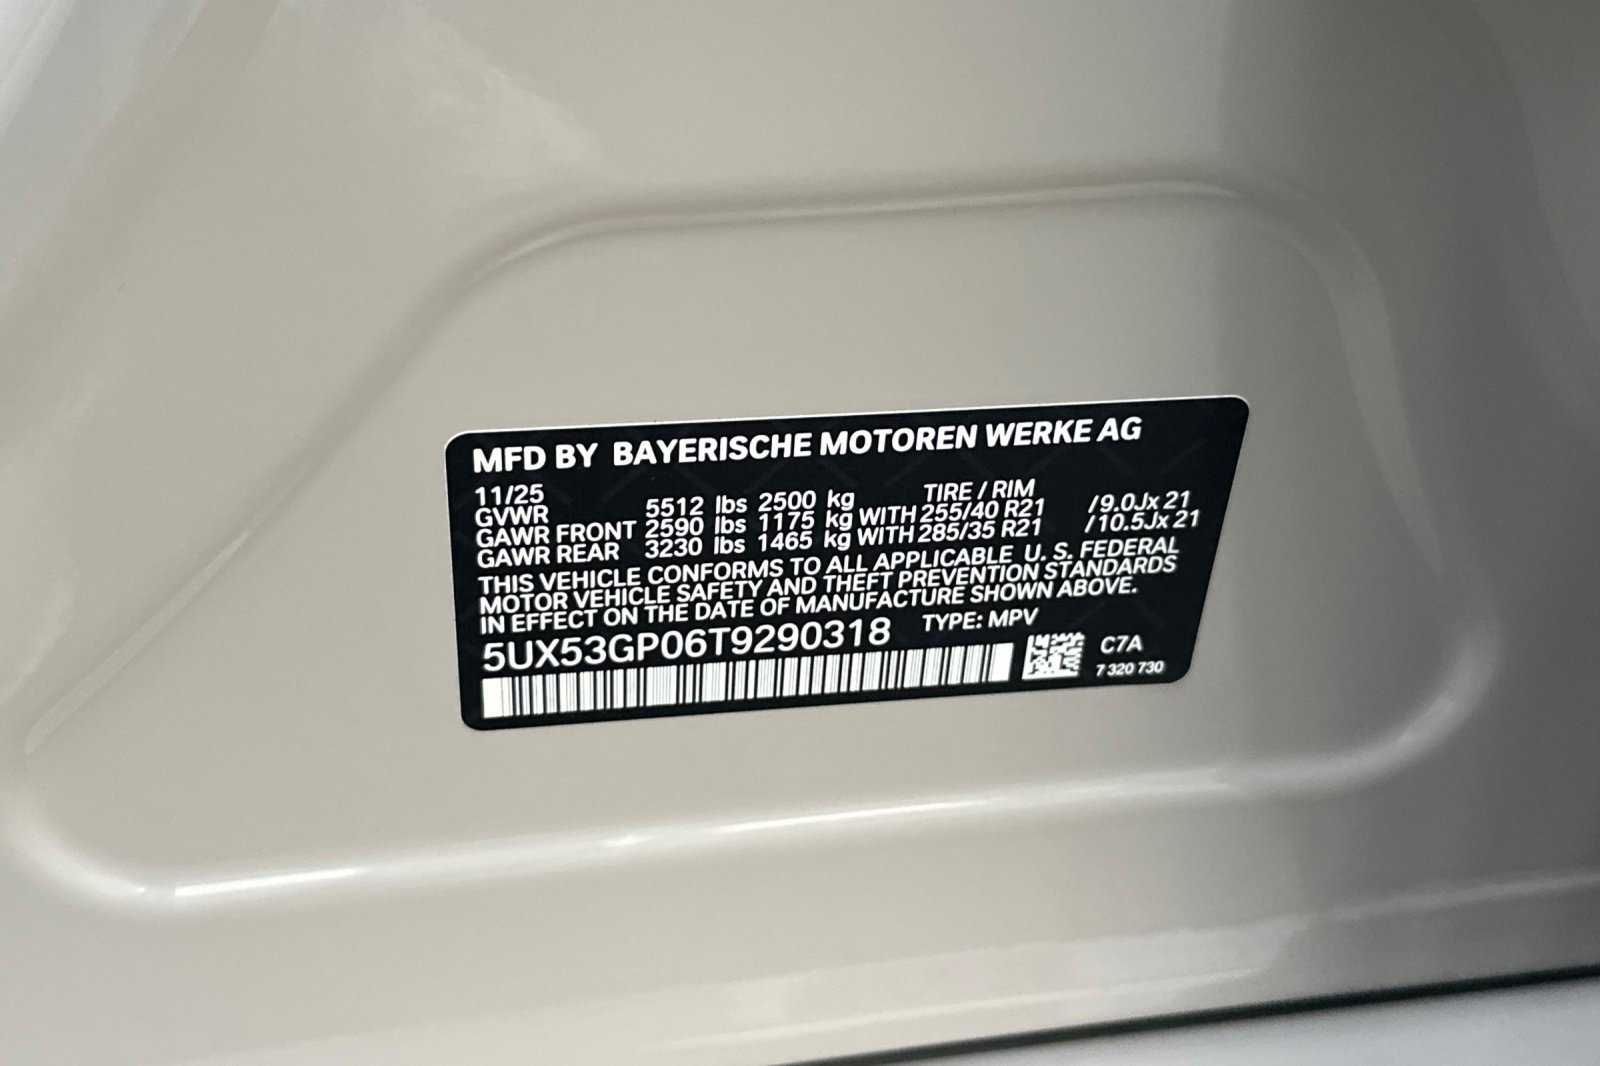 MFD BY BAYERISCHE MOTOREN WERKE AG
11/25 TIRE / RIM
GVWR 5512 lbs 2500 kg
GAWR FRONT 2590 lbs 1175 kg WITH 255/40 R21 /9.0Jx 21
GAWR REAR 3230 lbs 1465 kg WITH 285/35 R21 /10.5Jx 21
THIS VEHICLE CONFORMS TO ALL APPLICABLE U. S. FEDERAL
MOTOR VEHICLE SAFETY AND THEFT PREVENTION STANDARDS
IN EFFECT ON THE DATE OF MANUFACTURE SHOWN ABOVE.
5UX53GP06T9290318 TYPE: MPV
C7A
7 320 730